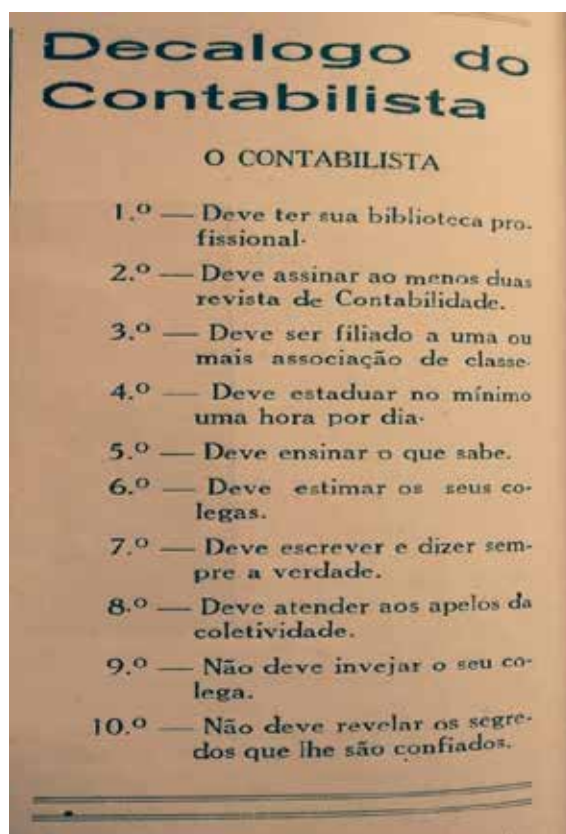 Decalogo do
Contabilista
O CONTABILISTA
1.º — Deve ter sua biblioteca pro-
fissional.
2.º — Deve assinar ao menos duas
revista de Contabilidade.
3.º — Deve ser filiado a uma ou
mais associação de classe.
4.º — Deve estaduar no mínimo
uma hora por dia.
5.º — Deve ensinar o que sabe.
6.º — Deve estimar os seus co-
legas.
7.º — Deve escrever e dizer sem-
pre a verdade.
8.º — Deve atender aos apelos da
coletividade.
9.º — Não deve invejar o seu co-
lega.
10.º — Não deve revelar os segre-
dos que lhe são confiados.